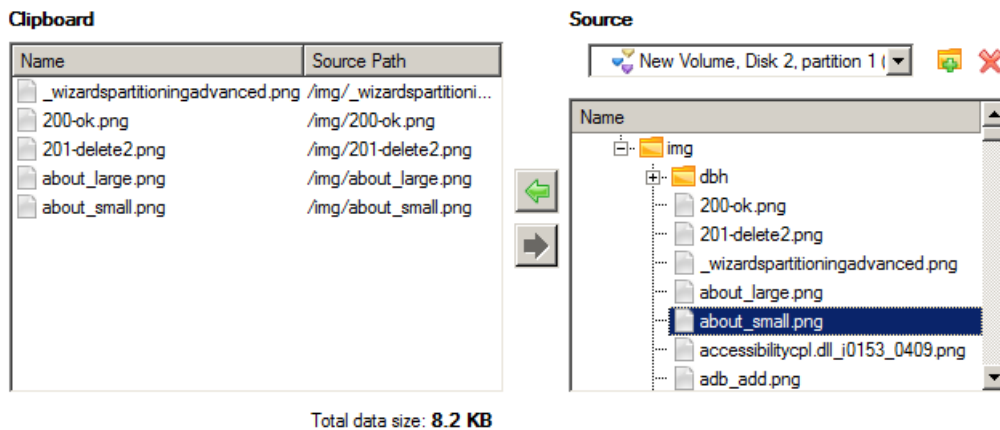 Clipboard
Name Source Path
_wizardspartitioningadvanced.png /img/_wizardspartitioni...
200-ok.png /img/200-ok.png
201-delete2.png /img/201-delete2.png
about_large.png /img/about_large.png
about_small.png /img/about_small.png
Total data size: 8.2 KB
Source
New Volume, Disk 2, partition 1 (
Name
img
dbh
200-ok.png
201-delete2.png
_wizardspartitioningadvanced.png
about_large.png
about_small.png
accessibilitycpl.dll_i0153_0409.png
adb_add.png